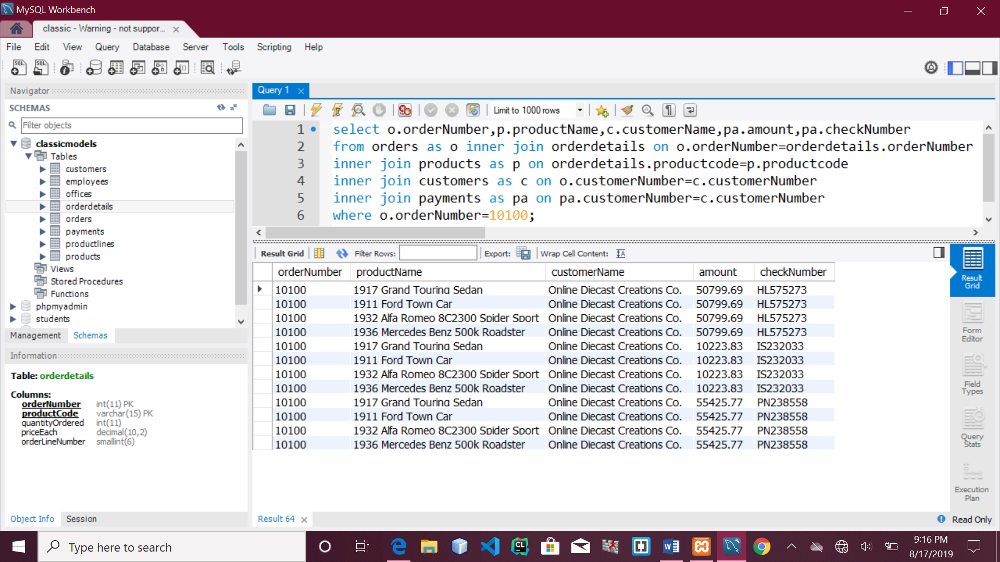 MySQL Workbench
classic - Warning - not suppor...
File Edit View Query Database Server Tools Scripting Help
Navigator
SCHEMAS
Filter objects
classicmodels
Tables
customers
employees
offices
orderdetails
orders
payments
productlines
products
Views
Stored Procedures
Functions
phpmyadmin
students
Management Schemas
Information
Table: orderdetails
Columns:
orderNumber int(11) PK
productCode varchar(15) PK
quantityOrdered int(11)
priceEach decimal(10,2)
orderLineNumber smallint(6)
Object Info Session
Query 1
Limit to 1000 rows
1 select o.orderNumber,p.productName,c.customerName,pa.amount,pa.checkNumber
2 from orders as o inner join orderdetails on o.orderNumber=orderdetails.orderNumber
3 inner join products as p on orderdetails.productcode=p.productcode
4 inner join customers as c on o.customerNumber=c.customerNumber
5 inner join payments as pa on pa.customerNumber=c.customerNumber
6 where o.orderNumber=10100;
Result Grid Filter Rows: Export: Wrap Cell Content:
orderNumber productName customerName amount checkNumber
10100 1917 Grand Touring Sedan Online Diecast Creations Co. 50799.69 HL575273
10100 1911 Ford Town Car Online Diecast Creations Co. 50799.69 HL575273
10100 1932 Alfa Romeo 8C2300 Spider Sport Online Diecast Creations Co. 50799.69 HL575273
10100 1936 Mercedes Benz 500k Roadster Online Diecast Creations Co. 50799.69 HL575273
10100 1917 Grand Touring Sedan Online Diecast Creations Co. 10223.83 IS232033
10100 1911 Ford Town Car Online Diecast Creations Co. 10223.83 IS232033
10100 1932 Alfa Romeo 8C2300 Spider Sport Online Diecast Creations Co. 10223.83 IS232033
10100 1936 Mercedes Benz 500k Roadster Online Diecast Creations Co. 10223.83 IS232033
10100 1917 Grand Touring Sedan Online Diecast Creations Co. 55425.77 PN238558
10100 1911 Ford Town Car Online Diecast Creations Co. 55425.77 PN238558
10100 1932 Alfa Romeo 8C2300 Spider Sport Online Diecast Creations Co. 55425.77 PN238558
10100 1936 Mercedes Benz 500k Roadster Online Diecast Creations Co. 55425.77 PN238558
Result
Grid
Form
Editor
Field
Types
Query
Stats
Execution
Plan
Result 64
Read Only
Type here to search
9:16 PM
8/17/2019